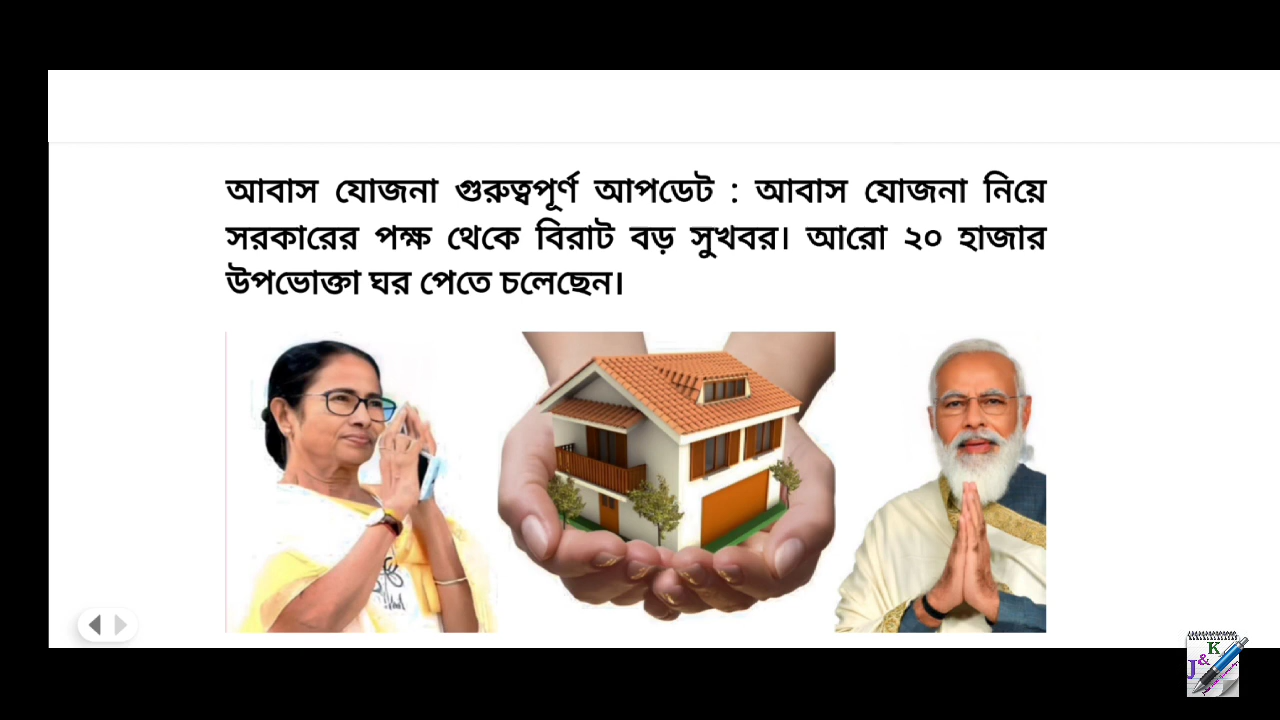 আবাস যোজনা গুরুত্বপূর্ণ আপডেট : আবাস যোজনা নিয়ে
সরকারের পক্ষ থেকে বিরাট বড় সুখবর। আরো ২০ হাজার
উপভোক্তা ঘর পেতে চলেছেন।
J&K